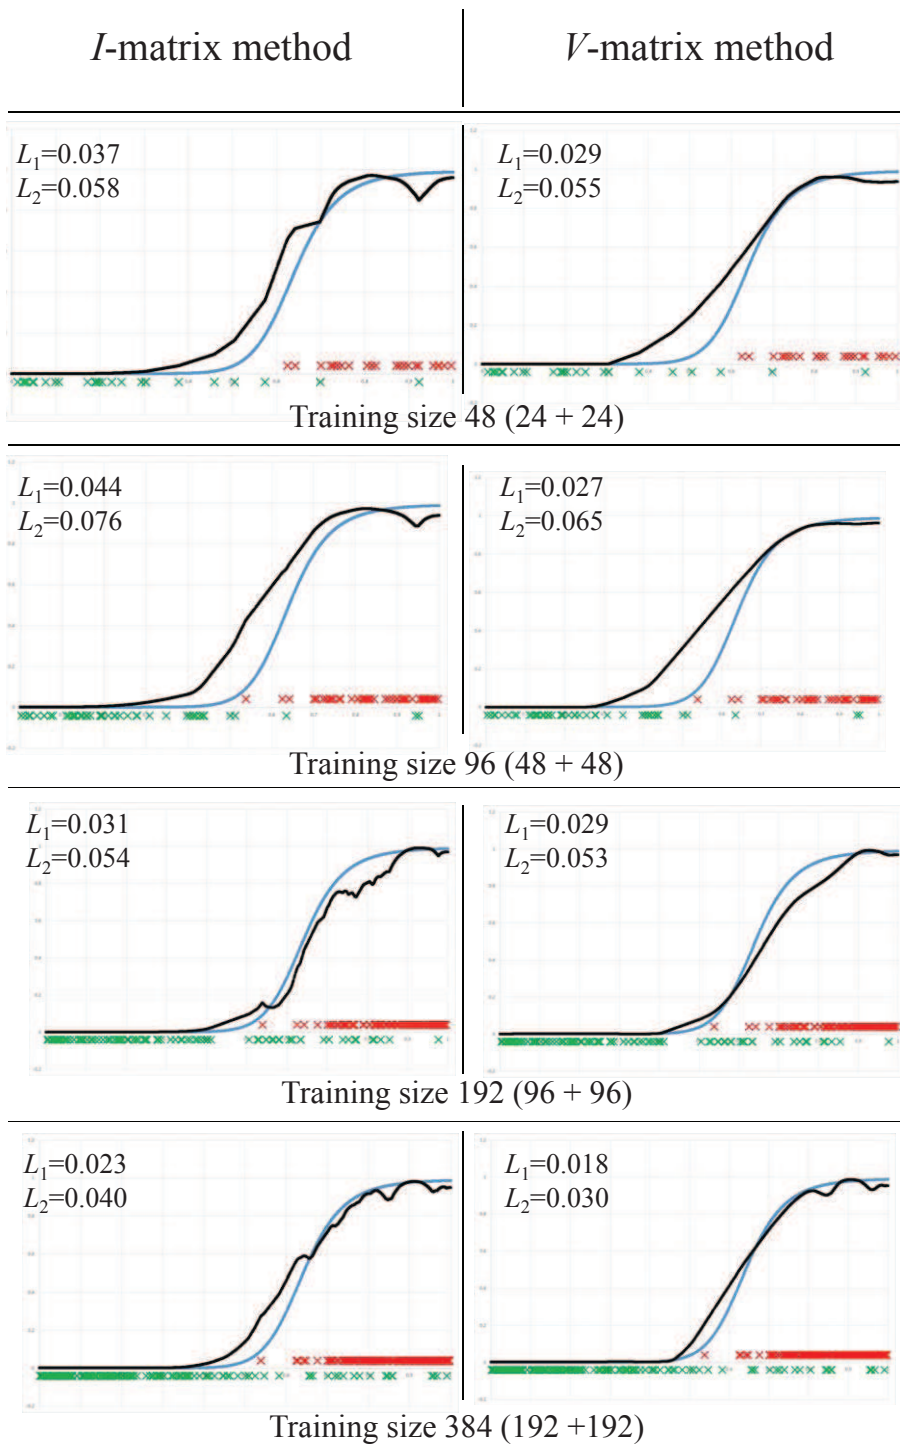 I-matrix method
V-matrix method
L1=0.037
L2=0.058
L1=0.029
L2=0.055
Training size 48 (24 + 24)
L1=0.044
L2=0.076
L1=0.027
L2=0.065
Training size 96 (48 + 48)
L1=0.031
L2=0.054
L1=0.029
L2=0.053
Training size 192 (96 + 96)
L1=0.023
L2=0.040
L1=0.018
L2=0.030
Training size 384 (192 +192)